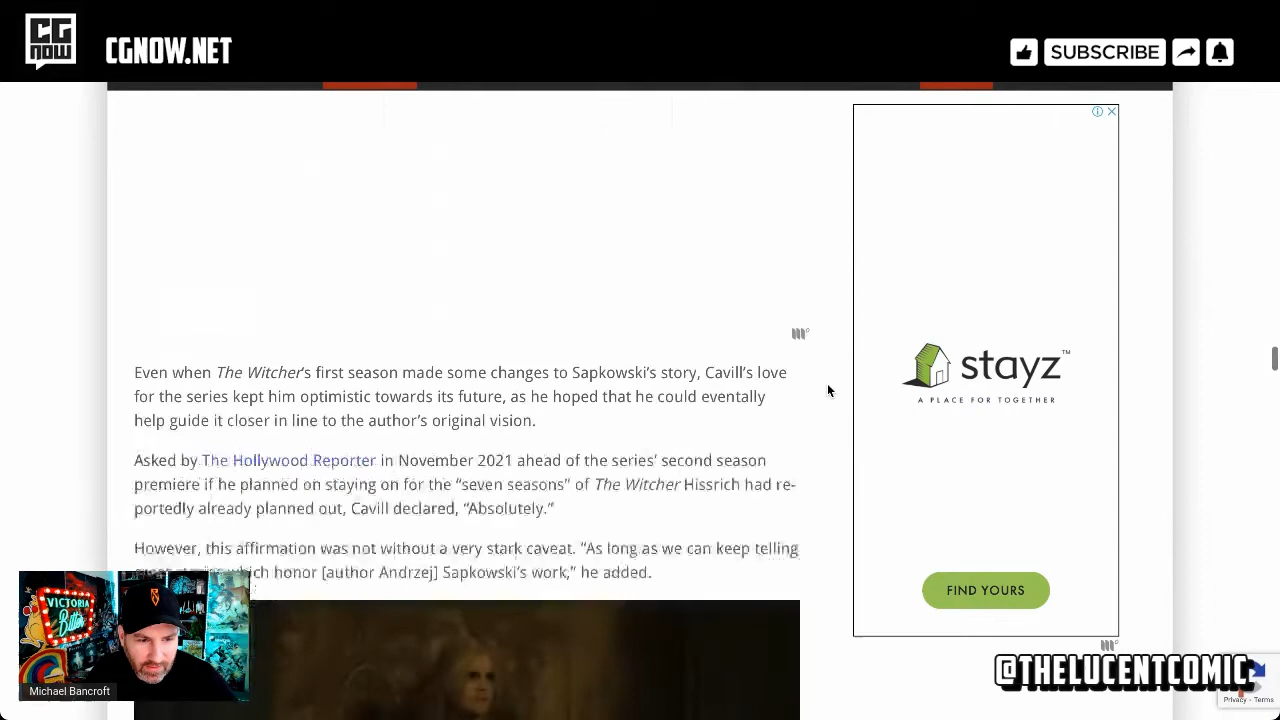 CG
NOW
CGNOW.NET
SUBSCRIBE
stayz™
A PLACE FOR TOGETHER
FIND YOURS
Even when The Witcher's first season made some changes to Sapkowski's story, Cavill's love
for the series kept him optimistic towards its future, as he hoped that he could eventally
help guide it closer in line to the author's original vision.
Asked by The Hollywood Reporter in November 2021 ahead of the series' second season
premiere if he planned on staying on for the “seven seasons” of The Witcher Hissrich had re-
portedly already planned out, Cavill declared, “Absolutely.”
However, this affirmation was not without a very stark caveat. “As long as we can keep telling
which honor [author Andrzej] Sapkowski's work,” he added.
VICTORIA
Bitter
Michael Bancroft
@THELUCENTCOMIC
Privacy - Terms